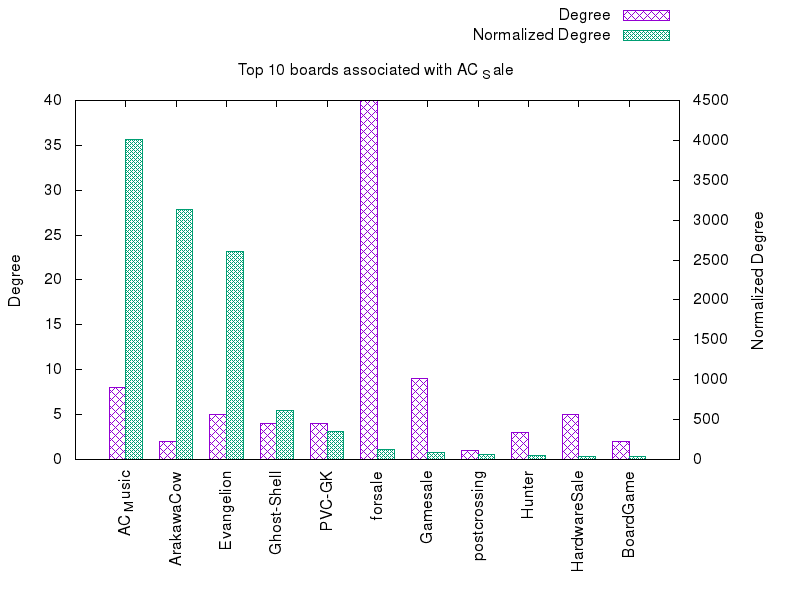 Degree
Normalized Degree
Top 10 boards associated with AC_Sale
40
35
30
25
20
15
10
5
0
4500
4000
3500
3000
2500
2000
1500
1000
500
0
Degree
Normalized Degree
AC_Music
ArakawaCow
Evangelion
Ghost-Shell
PVC-GK
forsale
Gamesale
postcrossing
Hunter
HardwareSale
BoardGame